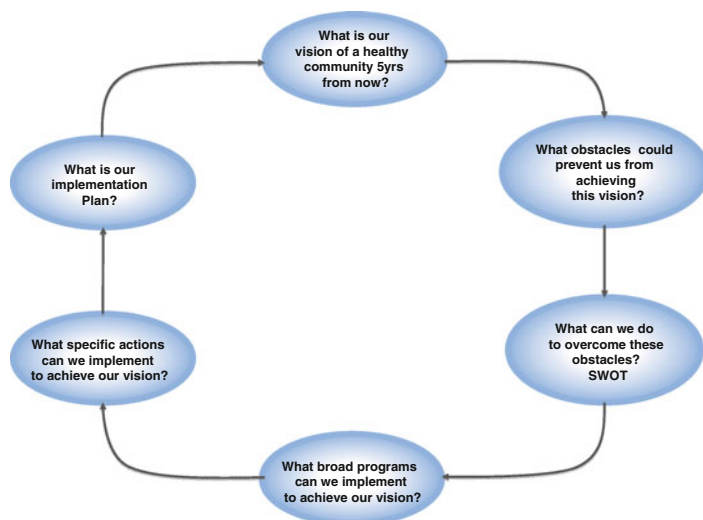 What is our
vision of a healthy
community 5yrs
from now?
What obstacles could
prevent us from
achieving
this vision?
What can we do
to overcome these
obstacles?
SWOT
What broad programs
can we implement
to achieve our vision?
What specific actions
can we implement
to achieve our vision?
What is our
implementation
Plan?